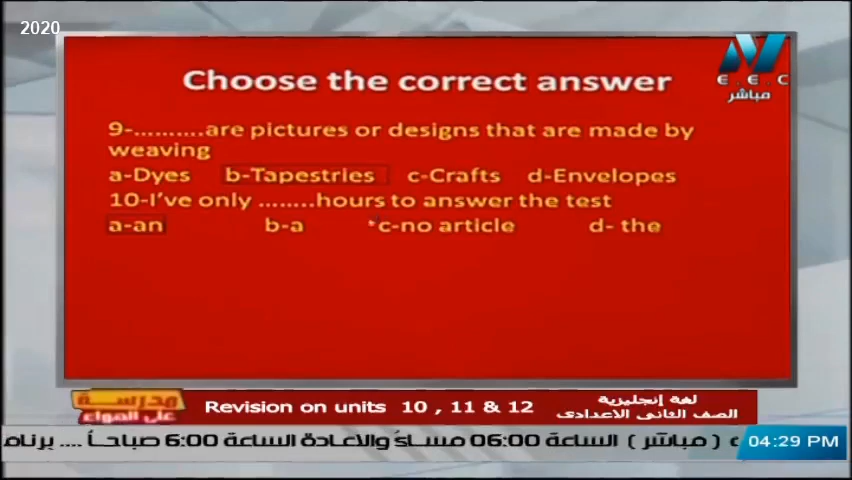 2020
E . E . C
مباشر
Choose the correct answer
9-..........are pictures or designs that are made by
weaving
a-Dyes b-Tapestries c-Crafts d-Envelopes
10-I've only ........hours to answer the test
a-an b-a *c-no article d- the
مدرسة
على الهواء
Revision on units 10 , 11 & 12
لغة إنجليزية
الصف الثانى الاعدادى
( مباشر ) الساعة 06:00 مساءً والاعادة الساعة 6:00 صباحاً ....
04:29 PM